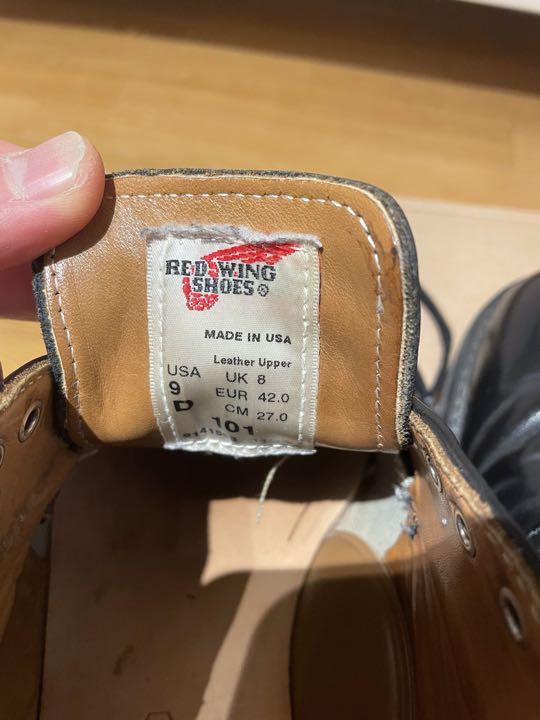 RED WING
SHOES®
MADE IN USA
Leather Upper
USA UK 8
9 EUR 42.0
D CM 27.0
101